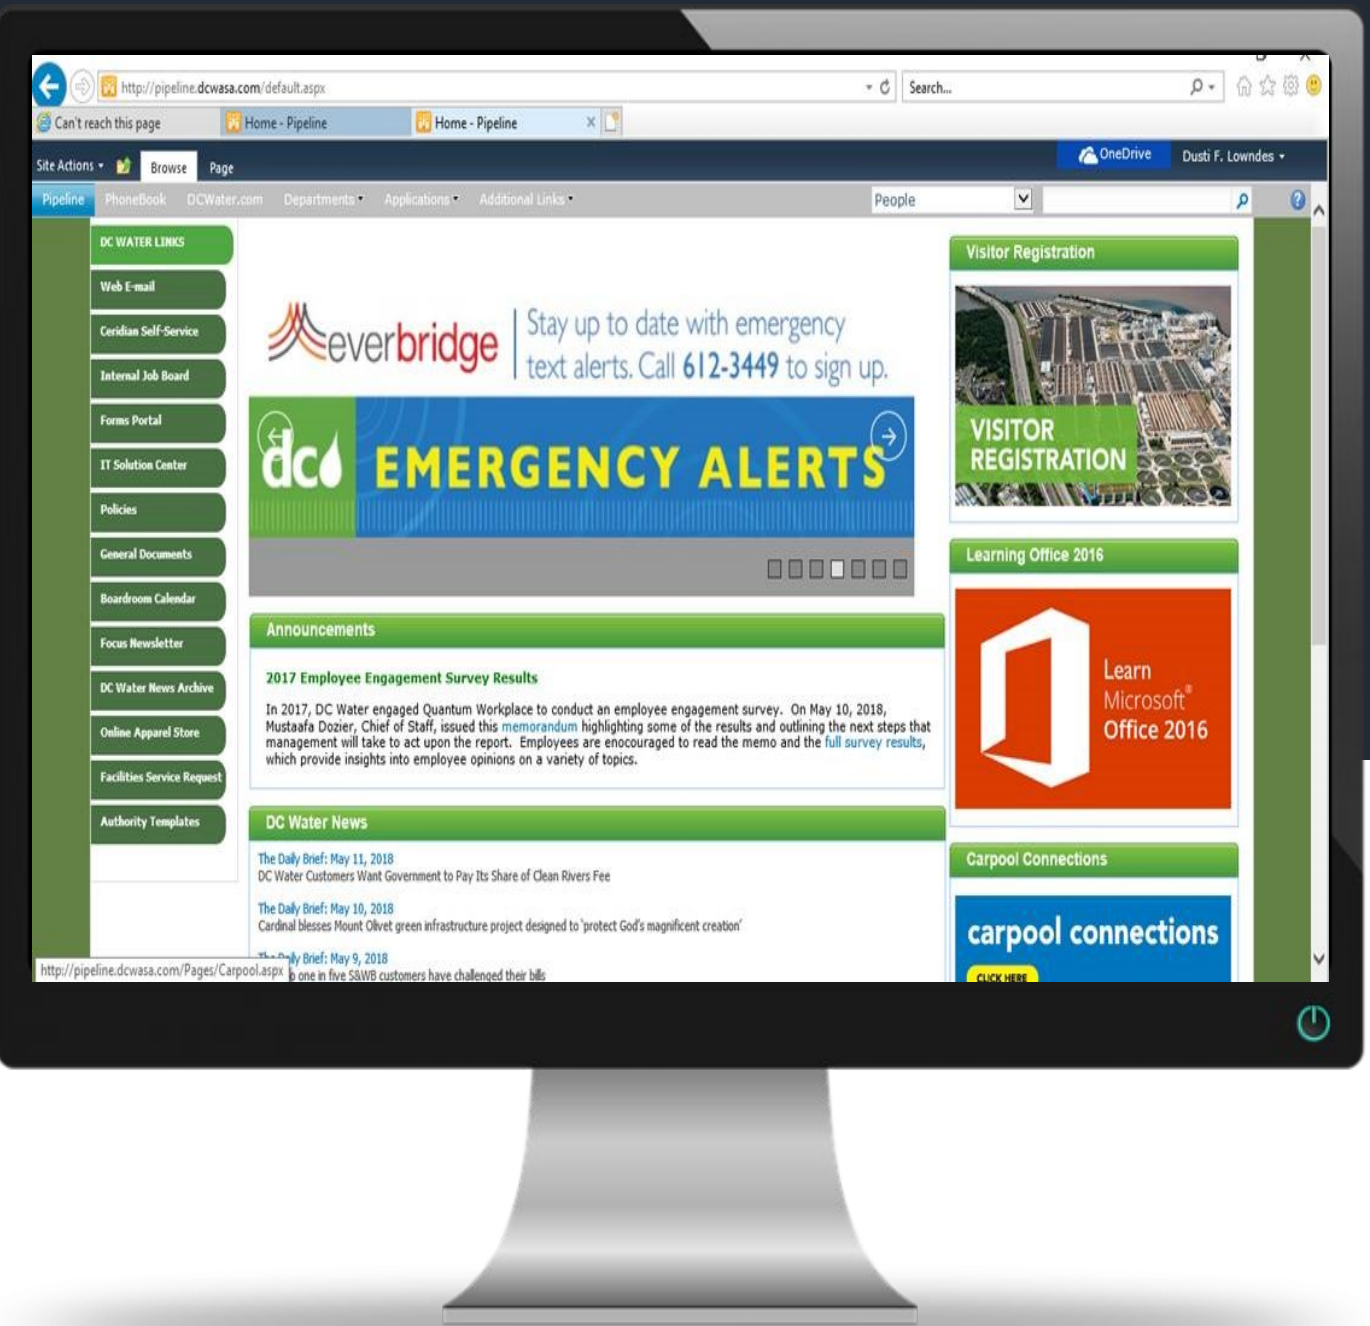 http://pipeline.dcwasa.com/default.aspx
Search...
Can't reach this page
Home - Pipeline
Home - Pipeline
Site Actions
Browse
Page
OneDrive
Dusti F. Lowndes
Pipeline
PhoneBook
DCWater.com
Departments
Applications
Additional Links
People
DC WATER LINKS
Web E-mail
Ceridian Self-Service
Internal Job Board
Forms Portal
IT Solution Center
Policies
General Documents
Boardroom Calendar
Focus Newsletter
DC Water News Archive
Online Apparel Store
Facilities Service Request
Authority Templates
everbridge
Stay up to date with emergency
text alerts. Call 612-3449 to sign up.
dc
EMERGENCY ALERTS
Announcements
2017 Employee Engagement Survey Results
In 2017, DC Water engaged Quantum Workplace to conduct an employee engagement survey. On May 10, 2018,
Mustaafa Dozier, Chief of Staff, issued this memorandum highlighting some of the results and outlining the next steps that
management will take to act upon the report. Employees are enocouraged to read the memo and the full survey results,
which provide insights into employee opinions on a variety of topics.
DC Water News
The Daily Brief: May 11, 2018
DC Water Customers Want Government to Pay Its Share of Clean Rivers Fee
The Daily Brief: May 10, 2018
Cardinal blesses Mount Olivet green infrastructure project designed to 'protect God's magnificent creation'
The Daily Brief: May 9, 2018
one in five S&WB customers have challenged their bills
http://pipeline.dcwasa.com/Pages/Carpool.aspx
Visitor Registration
VISITOR
REGISTRATION
Learning Office 2016
Learn
Microsoft®
Office 2016
Carpool Connections
carpool connections
CLICK HERE